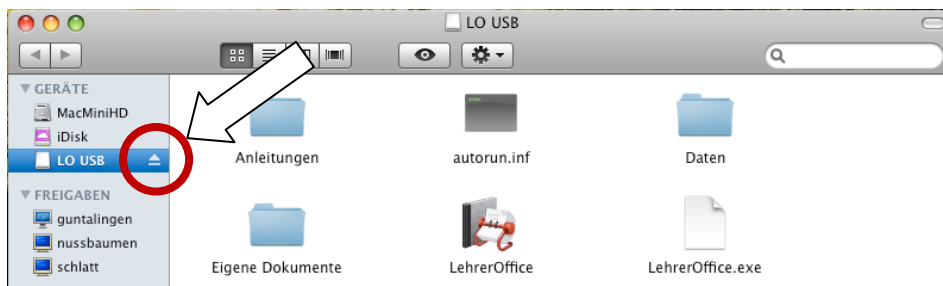 LO USB
GERÄTE
MacMiniHD
iDisk
LO USB
FREIGABEN
guntalingen
nussbaumen
schlatt
Anleitungen
autorun.inf
Daten
Eigene Dokumente
LehrerOffice
LehrerOffice.exe